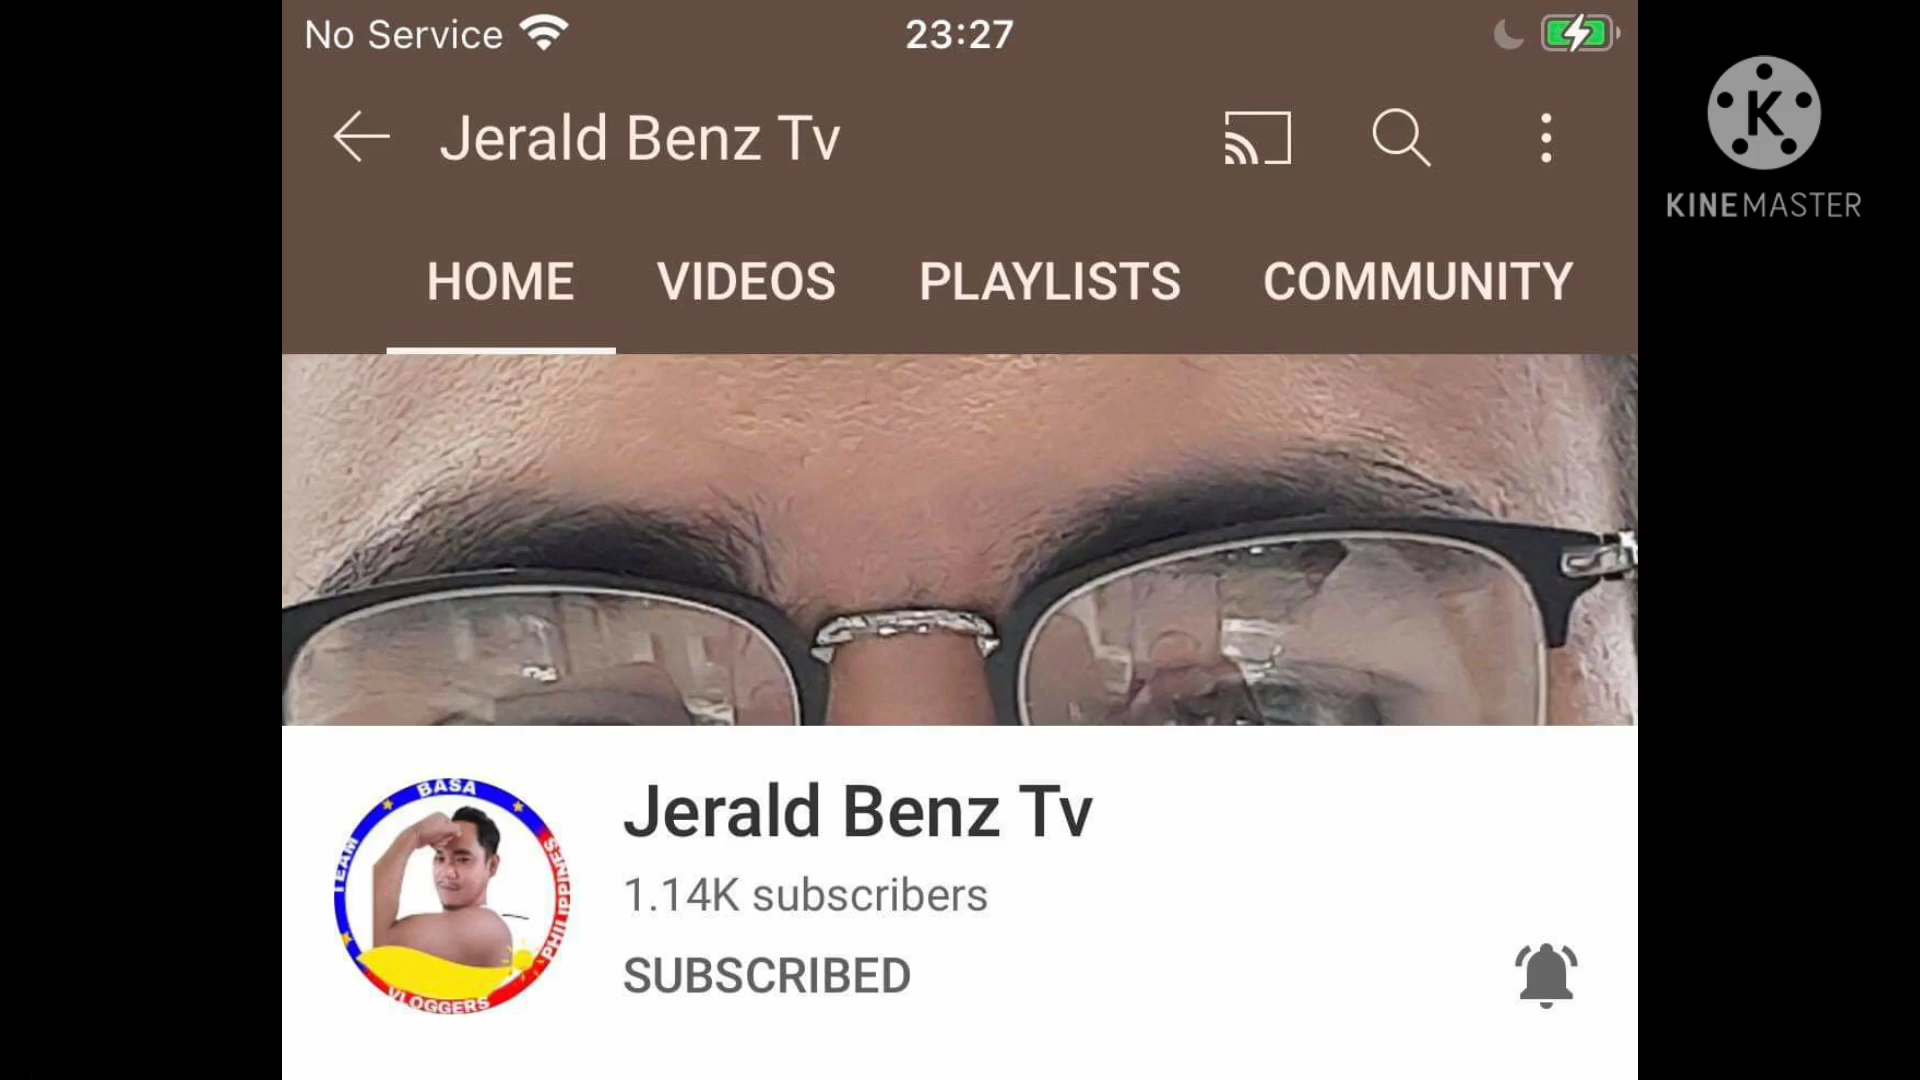 No Service 23:27
Jerald Benz Tv
HOME VIDEOS PLAYLISTS COMMUNITY
K
KINEMASTER
Jerald Benz Tv
1.14K subscribers
SUBSCRIBED
TEAM BASA PHILIPPINES VLOGGERS